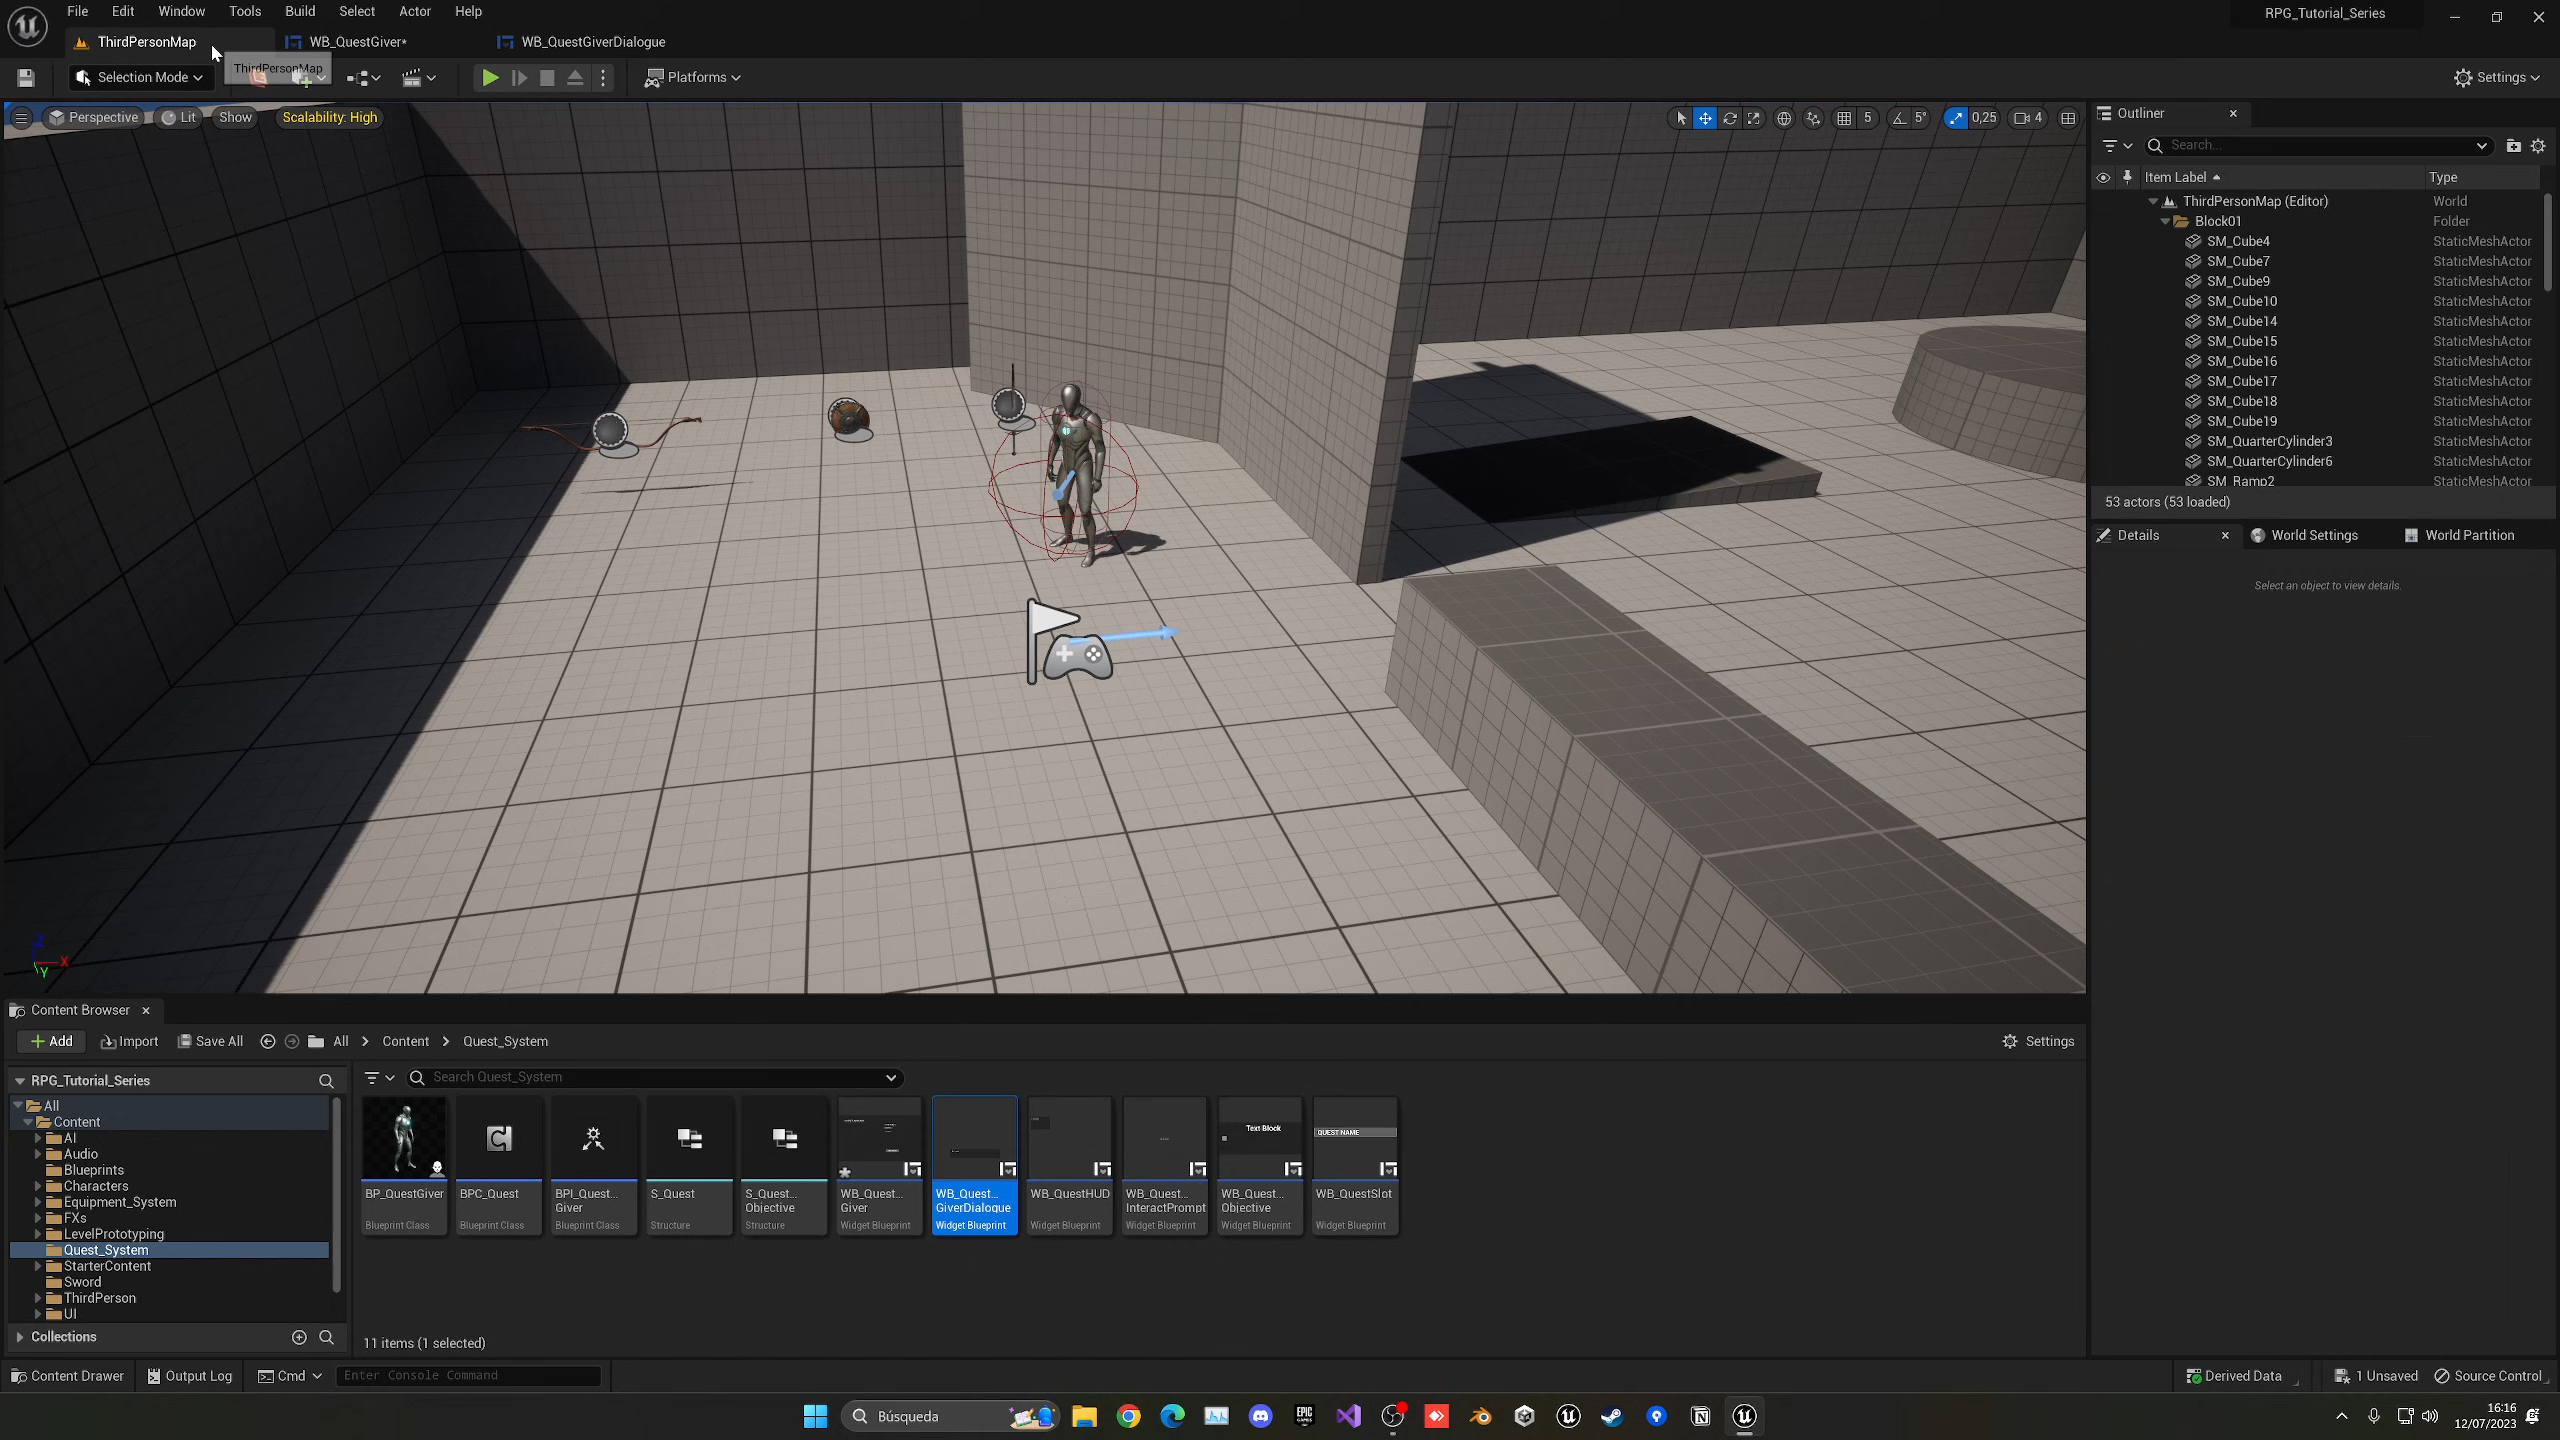 File Edit Window Tools Build Select Actor Help
RPG_Tutorial_Series
ThirdPersonMap
WB_QuestGiver*
WB_QuestGiverDialogue
Selection Mode
ThirdPersonMap
Platforms
Settings
Perspective
Lit
Show
Scalability: High
5
5°
0,25
4
Outliner
Search...
Item Label
Type
ThirdPersonMap (Editor) World
Block01 Folder
SM_Cube4 StaticMeshActor
SM_Cube7 StaticMeshActor
SM_Cube9 StaticMeshActor
SM_Cube10 StaticMeshActor
SM_Cube14 StaticMeshActor
SM_Cube15 StaticMeshActor
SM_Cube16 StaticMeshActor
SM_Cube17 StaticMeshActor
SM_Cube18 StaticMeshActor
SM_Cube19 StaticMeshActor
SM_QuarterCylinder3 StaticMeshActor
SM_QuarterCylinder6 StaticMeshActor
SM_Ramp2 StaticMeshActor
53 actors (53 loaded)
Details
World Settings
World Partition
Select an object to view details.
Z
X
Y
Content Browser
Add
Import
Save All
All
Content
Quest_System
Settings
RPG_Tutorial_Series
Search Quest_System
All
Content
AI
Audio
Blueprints
Characters
Equipment_System
FXs
LevelPrototyping
Quest_System
StarterContent
Sword
ThirdPerson
UI
Collections
BP_QuestGiver
Blueprint Class
BPC_Quest
Blueprint Class
BPI_Quest...
Giver
Blueprint Class
S_Quest
Structure
S_Quest...
Objective
Structure
WB_Quest...
Giver
Widget Blueprint
WB_Quest...
GiverDialogue
Widget Blueprint
WB_QuestHUD
Widget Blueprint
WB_Quest...
InteractPrompt
Widget Blueprint
Text Block
WB_Quest...
Objective
Widget Blueprint
QUEST NAME
WB_QuestSlot
Widget Blueprint
11 items (1 selected)
Content Drawer
Output Log
Cmd
Enter Console Command
Derived Data
1 Unsaved
Source Control
Búsqueda
EPIC
GAMES
16:16
12/07/2023